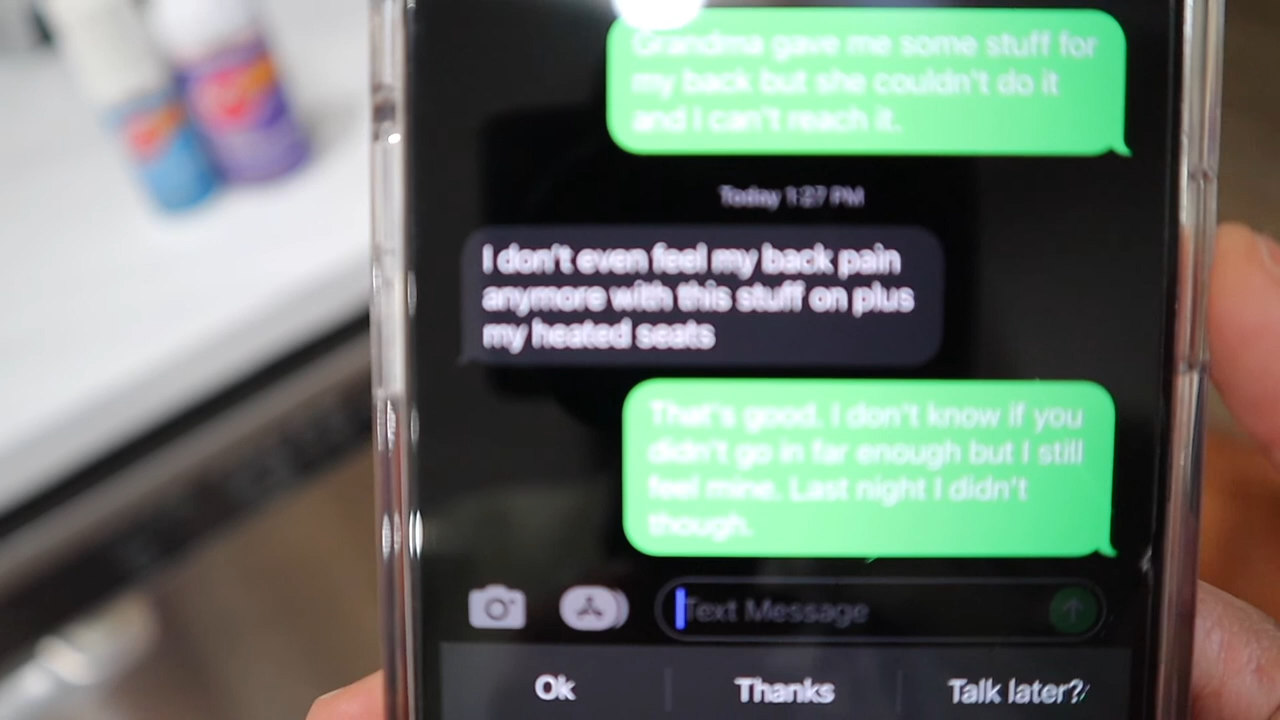 Grandma gave me some stuff for
my back but she couldn't do it
and I can't reach it.
Today 1:27 PM
I don't even feel my back pain
anymore with this stuff on plus
my heated seats
That's good. I don't know if you
didn't go in far enough but I still
feel mine. Last night I didn't
though.
Text Message
Ok
Thanks
Talk later?